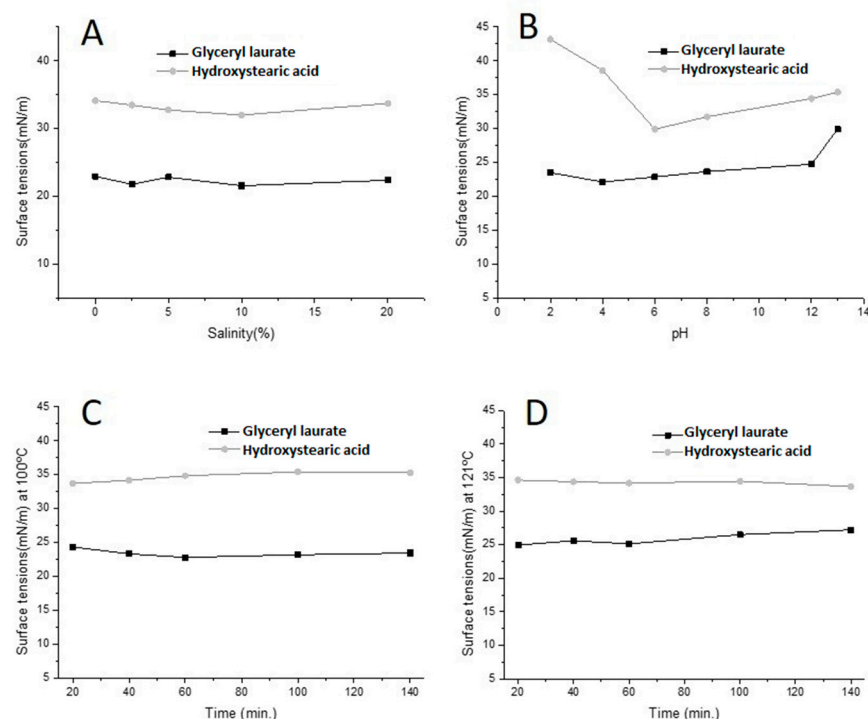 A
Glyceryl laurate
Hydroxystearic acid
Surface tensions(mN/m)
40
30
20
10
0
5
10
15
20
Salinity(%)
B
Glyceryl laurate
Hydroxystearic acid
Surface tensions(mN/m)
45
40
35
30
25
20
15
10
5
0
2
4
6
8
10
12
14
pH
C
Glyceryl laurate
Hydroxystearic acid
Surface tensions(mN/m) at 100ºC
45
40
35
30
25
20
15
10
5
20
40
60
80
100
120
140
Time (min.)
D
Glyceryl laurate
Hydroxystearic acid
Surface tensions(mN/m) at 121ºC
45
40
35
30
25
20
15
10
5
20
40
60
80
100
120
140
Time (min.)